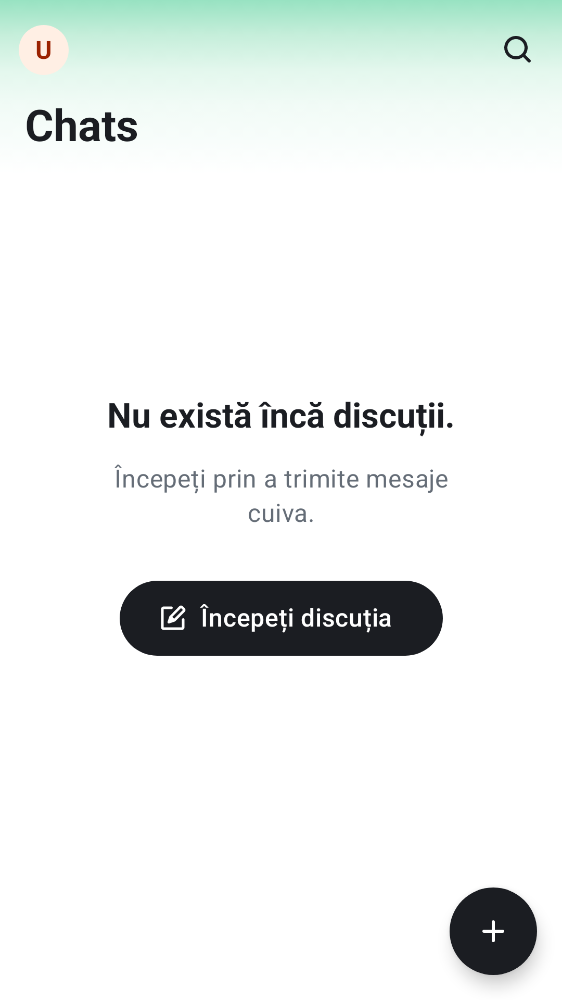 U
Chats
Nu există încă discuții.
Începeți prin a trimite mesaje
cuiva.
Începeți discuția